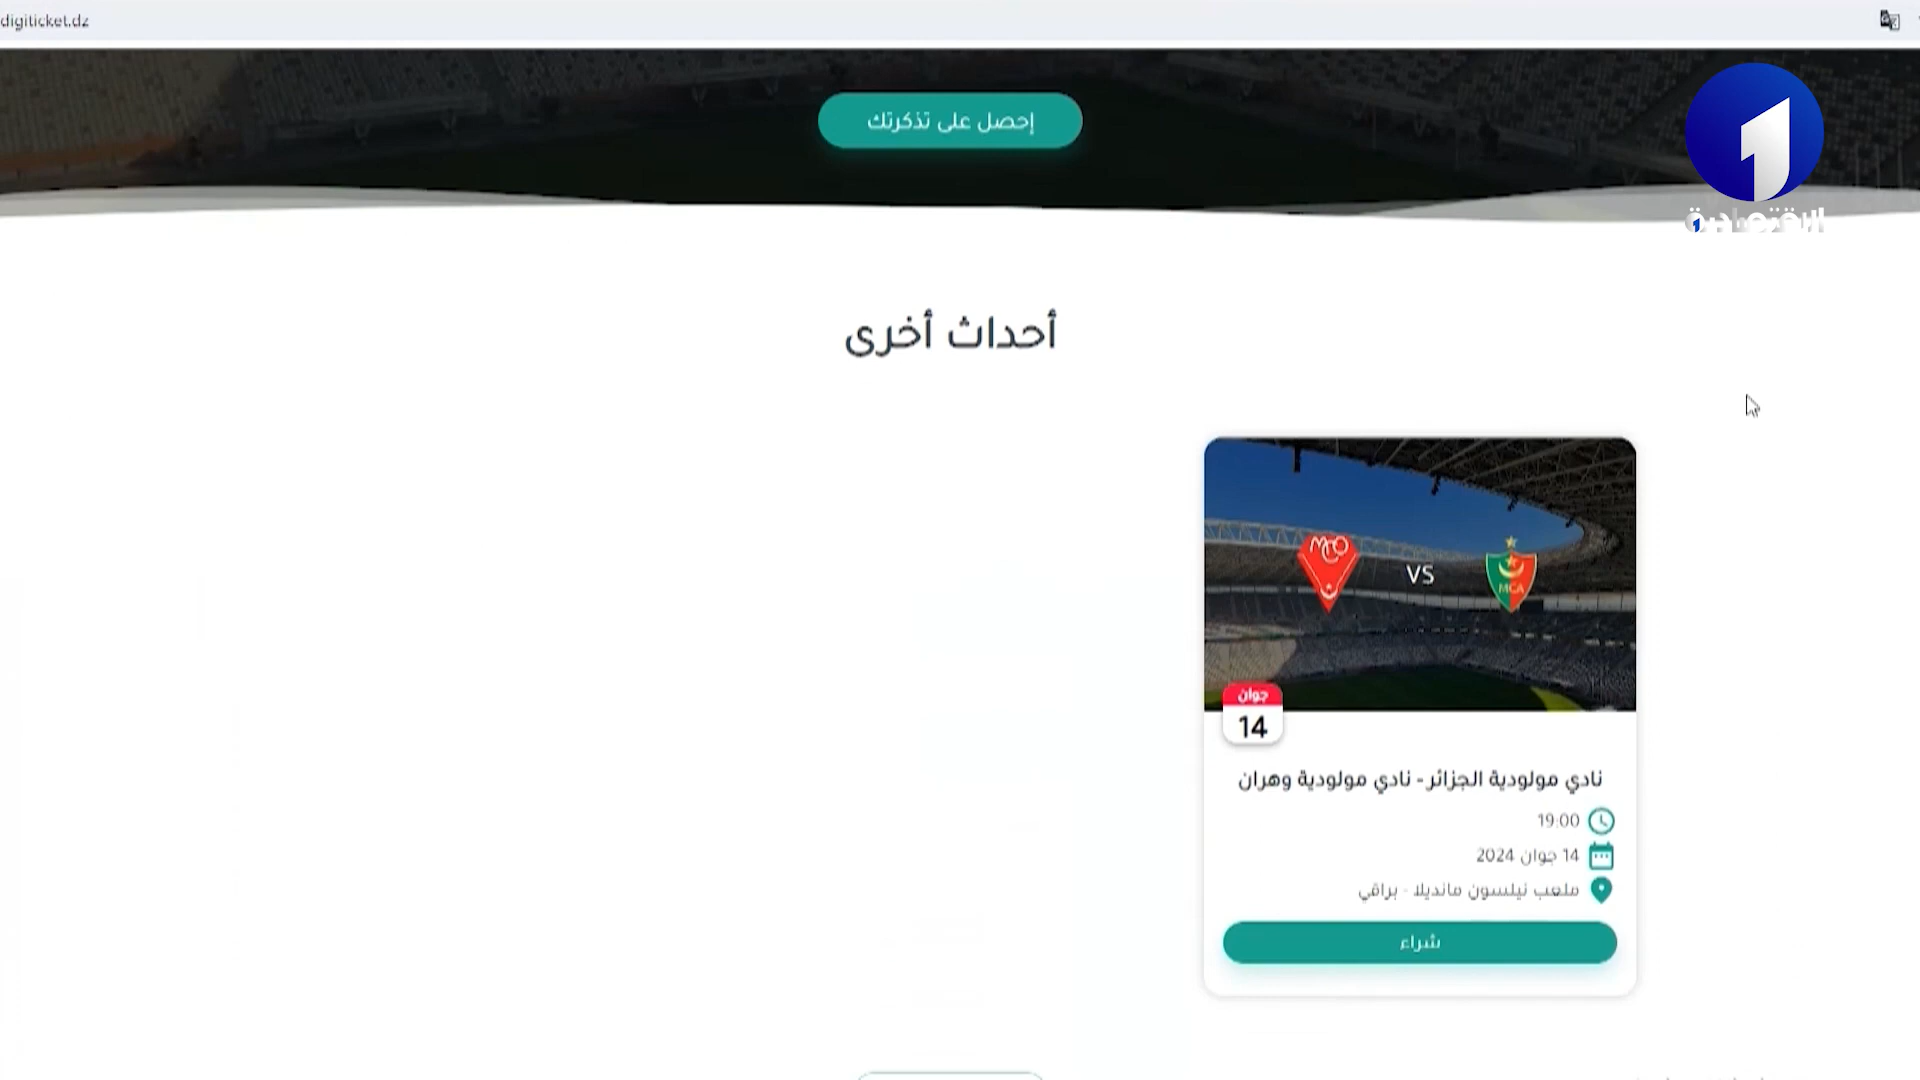 digiticket.dz
إحصل على تذكرتك
1
الاقتصادية
أحداث أخرى
MCO
VS
MCA
جوان
14
نادي مولودية الجزائر - نادي مولودية وهران
19:00
14 جوان 2024
ملعب نيلسون مانديلا - براقي
شراء